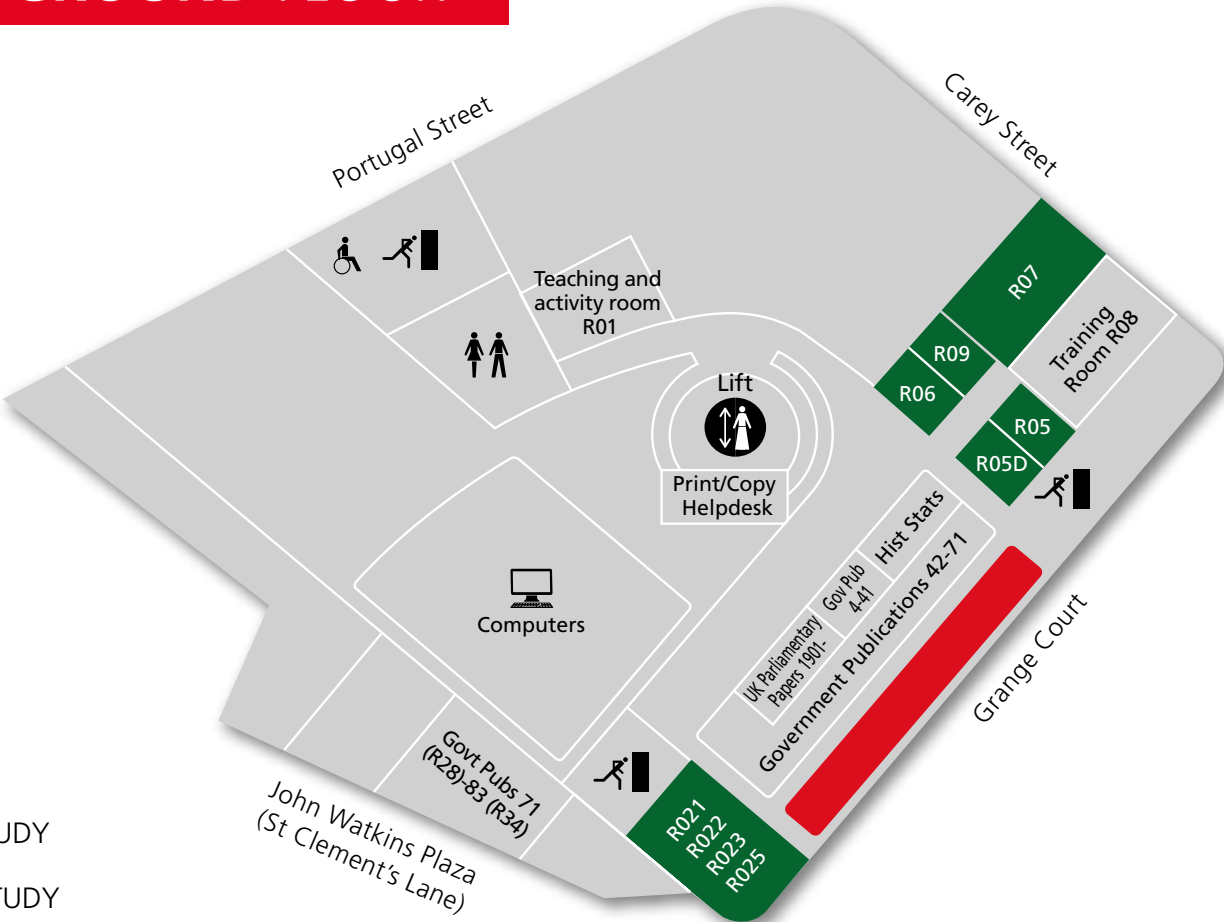 Portugal Street
Carey Street
Teaching and
activity room
R01
R07
Training
Room R08
R09
R06
Lift
R05
R05D
Print/Copy
Helpdesk
Hist Stats
Gov Pub
4-41
UK Parliamentary
Papers 1901-
Government Publications 42-71
Computers
Grange Court
Govt Pubs 71
(R28)-83 (R34)
R021
R022
R023
R025
John Watkins Plaza
(St Clement's Lane)
UDY
TUDY